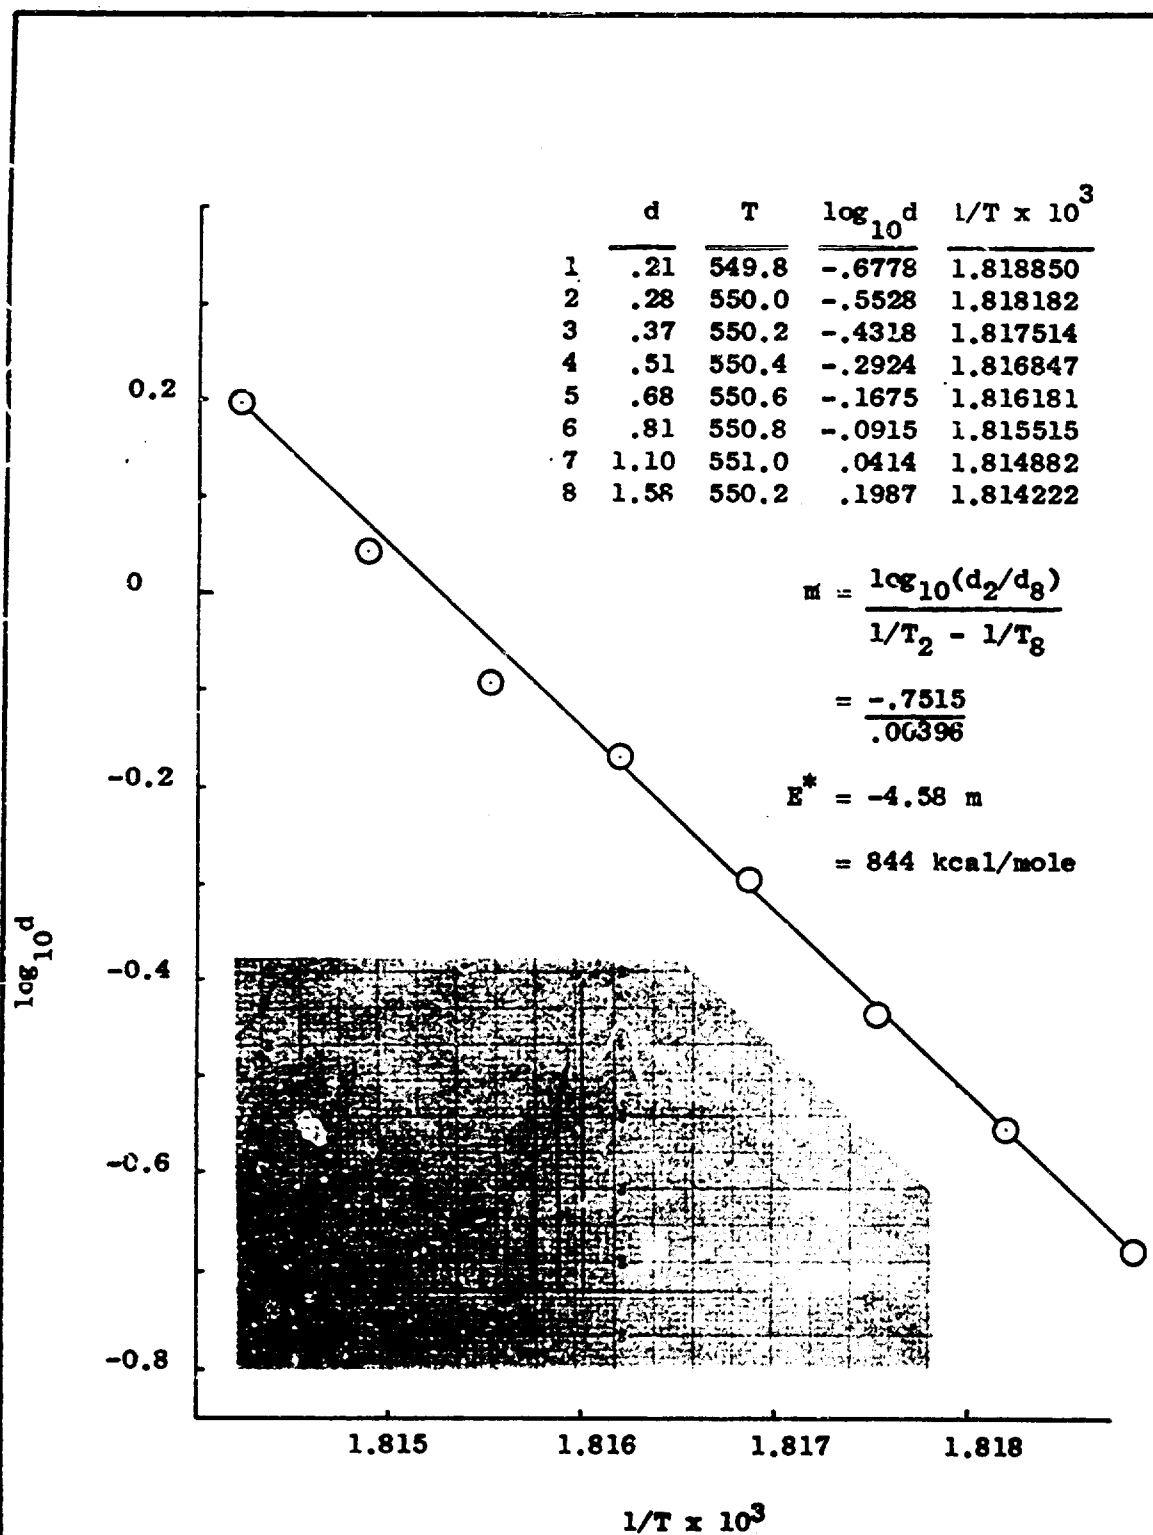 d T log10d 1/T x 10³
1 .21 549.8 -.6778 1.818850
2 .28 550.0 -.5528 1.818182
3 .37 550.2 -.4318 1.817514
4 .51 550.4 -.2924 1.816847
5 .68 550.6 -.1675 1.816181
6 .81 550.8 -.0915 1.815515
7 1.10 551.0 .0414 1.814882
8 1.58 550.2 .1987 1.814222
m = log10(d2/d8)
1/T2 - 1/T8
= -.7515
.00396
E* = -4.58 m
= 844 kcal/mole
0.2
0
-0.2
-0.4
-0.6
-0.8
log10d
1.815 1.816 1.817 1.818
1/T x 10³